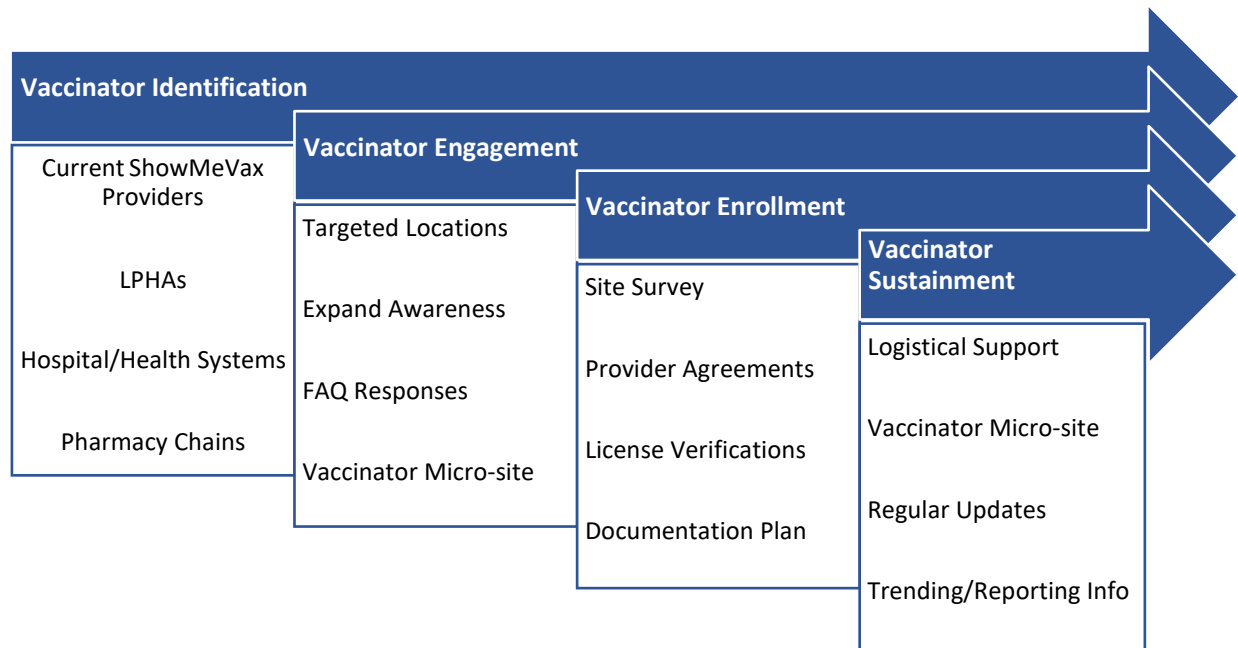 Vaccinator Identification
Current ShowMeVax
Providers
LPHAs
Hospital/Health Systems
Pharmacy Chains
Vaccinator Engagement
Targeted Locations
Expand Awareness
FAQ Responses
Vaccinator Micro-site
Vaccinator Enrollment
Site Survey
Provider Agreements
License Verifications
Documentation Plan
Vaccinator
Sustainment
Logistical Support
Vaccinator Micro-site
Regular Updates
Trending/Reporting Info